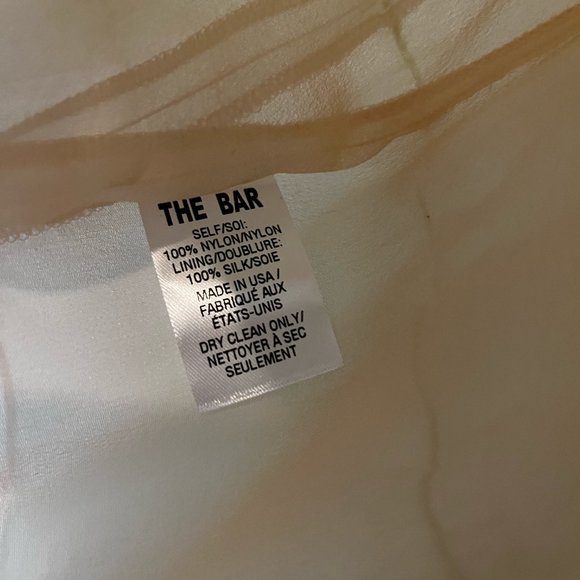 THE BAR
SELF/SOI:
100% NYLON/NYLON
LINING/DOUBLURE:
100% SILK/SOIE
MADE IN USA/
FABRIQUÉ AUX
ÉTATS-UNIS
DRY CLEAN ONLY/
NETTOYER À SEC
SEULEMENT